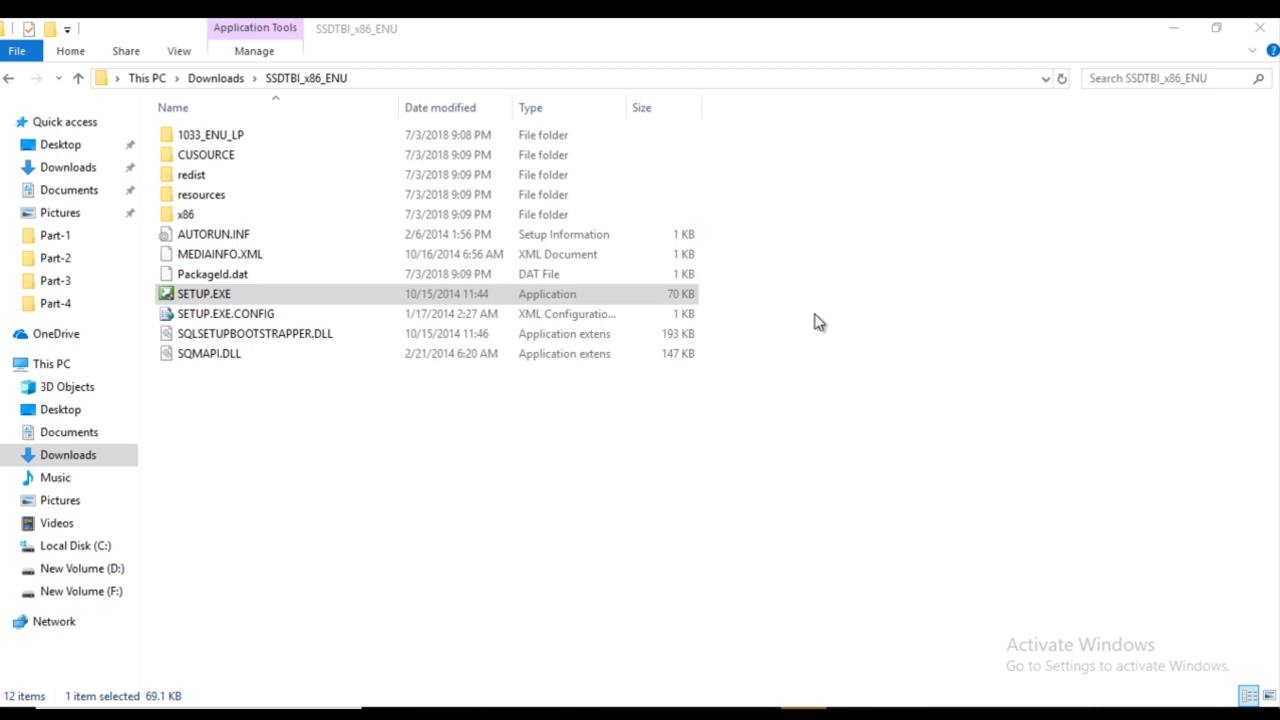 Application Tools SSDTBI_x86_ENU
File Home Share View Manage
This PC Downloads SSDTBI_x86_ENU Search SSDTBI_x86_ENU
Name Date modified Type Size
Quick access
Desktop
Downloads
Documents
Pictures
Part-1
Part-2
Part-3
Part-4
OneDrive
This PC
3D Objects
Desktop
Documents
Downloads
Music
Pictures
Videos
Local Disk (C:)
New Volume (D:)
New Volume (F:)
Network
1033_ENU_LP 7/3/2018 9:08 PM File folder
CUSOURCE 7/3/2018 9:09 PM File folder
redist 7/3/2018 9:09 PM File folder
resources 7/3/2018 9:09 PM File folder
x86 7/3/2018 9:09 PM File folder
AUTORUN.INF 2/6/2014 1:56 PM Setup Information 1 KB
MEDIAINFO.XML 10/16/2014 6:56 AM XML Document 1 KB
PackageId.dat 7/3/2018 9:09 PM DAT File 1 KB
SETUP.EXE 10/15/2014 11:44 Application 70 KB
SETUP.EXE.CONFIG 1/17/2014 2:27 AM XML Configuratio... 1 KB
SQLSETUPBOOTSTRAPPER.DLL 10/15/2014 11:46 Application extens 193 KB
SQMAPI.DLL 2/21/2014 6:20 AM Application extens 147 KB
Activate Windows
Go to Settings to activate Windows.
12 items 1 item selected 69.1 KB